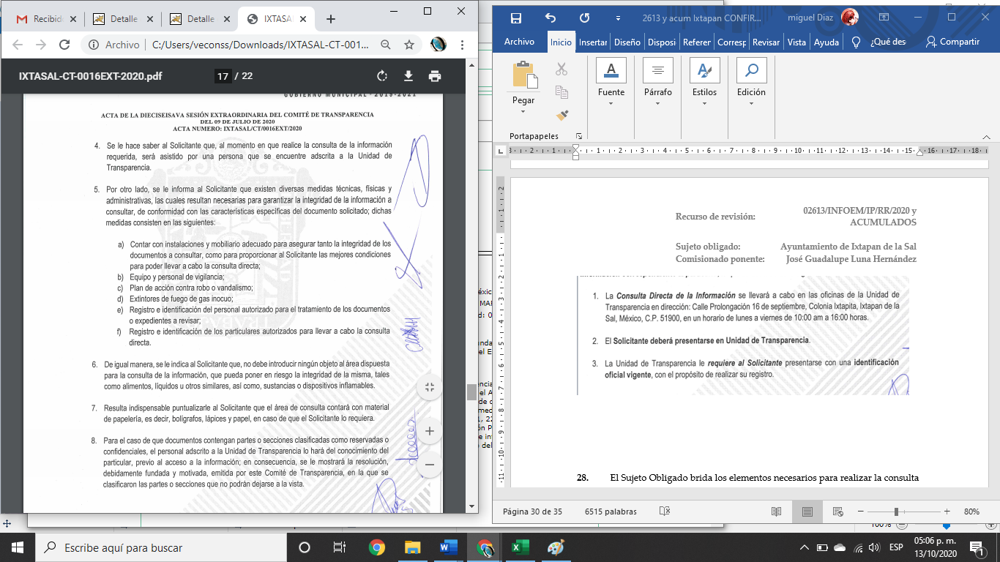 Recibid
Detalle
Detalle
IXTASAL
Archivo
C:/Users/veconss/Downloads/IXTASAL-CT-001...
IXTASAL-CT-0016EXT-2020.pdf
17 / 22
GOBIERNO MUNICIPAL - 2019-2021
ACTA DE LA DIECISEISAVA SESIÓN EXTRAORDINARIA DEL COMITÉ DE TRANSPARENCIA
DEL 09 DE JULIO DE 2020
ACTA NUMERO: IXTASAL/CT/0016EXT/2020
4. Se le hace saber al Solicitante que, al momento en que realice la consulta de la información
requerida, será asistido por una persona que se encuentre adscrita a la Unidad de
Transparencia.
5. Por otro lado, se le informa al Solicitante que existen diversas medidas técnicas, físicas y
administrativas, las cuales resultan necesarias para garantizar la integridad de la información a
consultar, de conformidad con las características específicas del documento solicitado; dichas
medidas consisten en las siguientes:
a) Contar con instalaciones y mobiliario adecuado para asegurar tanto la integridad de los
documentos a consultar, como para proporcionar al Solicitante las mejores condiciones
para poder llevar a cabo la consulta directa;
b) Equipo y personal de vigilancia;
c) Plan de acción contra robo o vandalismo;
d) Extintores de fuego de gas inocuo;
e) Registro e identificación del personal autorizado para el tratamiento de los documentos
o expedientes a revisar;
f) Registro e identificación de los particulares autorizados para llevar a cabo la consulta
directa.
6. De igual manera, se le indica al Solicitante que, no debe introducir ningún objeto al área dispuesta
para la consulta de la información, que pueda poner en riesgo la integridad de la misma, tales
como alimentos, líquidos u otros similares, así como, sustancias o dispositivos inflamables.
7. Resulta indispensable puntualizarle al Solicitante que el área de consulta contará con material
de papelería, es decir, bolígrafos, lápices y papel, en caso de que el Solicitante lo requiera.
8. Para el caso de que documentos contengan partes o secciones clasificadas como reservadas o
confidenciales, el personal adscrito a la Unidad de Transparencia lo hará del conocimiento del
particular, previo al acceso a la información; en consecuencia, se le mostrará la resolución,
debidamente fundada y motivada, emitida por este Comité de Transparencia, en la que se
clasificaron las partes o secciones que no podrán dejarse a la vista.
2613 y acum Ixtapan CONFIR...
miguel Diaz
Archivo
Inicio
Insertar
Diseño
Disposi
Referer
Corresp
Revisar
Vista
Ayuda
¿Qué des
Compartir
Pegar
Fuente
Párrafo
Estilos
Edición
Portapapeles
3 2 1 1 2 3 4 5 6 7 8 9 10 11 12 13 14 15 16 17 18
Recurso de revisión:
02613/INFOEM/IP/RR/2020 y
ACUMULADOS
Sujeto obligado:
Ayuntamiento de Ixtapan de la Sal
Comisionado ponente:
José Guadalupe Luna Hernández
1. La Consulta Directa de la Información se llevará a cabo en las oficinas de la Unidad de
Transparencia en dirección: Calle Prolongación 16 de septiembre, Colonia Ixtapita, Ixtapan de la
Sal, México, C.P. 51900, en un horario de lunes a viernes de 10:00 am a 16:00 horas.
2. El Solicitante deberá presentarse en Unidad de Transparencia.
3. La Unidad de Transparencia le requiere al Solicitante presentarse con una identificación
oficial vigente, con el propósito de realizar su registro.
28. El Sujeto Obligado brida los elementos necesarios para realizar la consulta
Página 30 de 35
6515 palabras
80%
100%
Escribe aquí para buscar
ESP
05:06 p. m.
13/10/2020
1